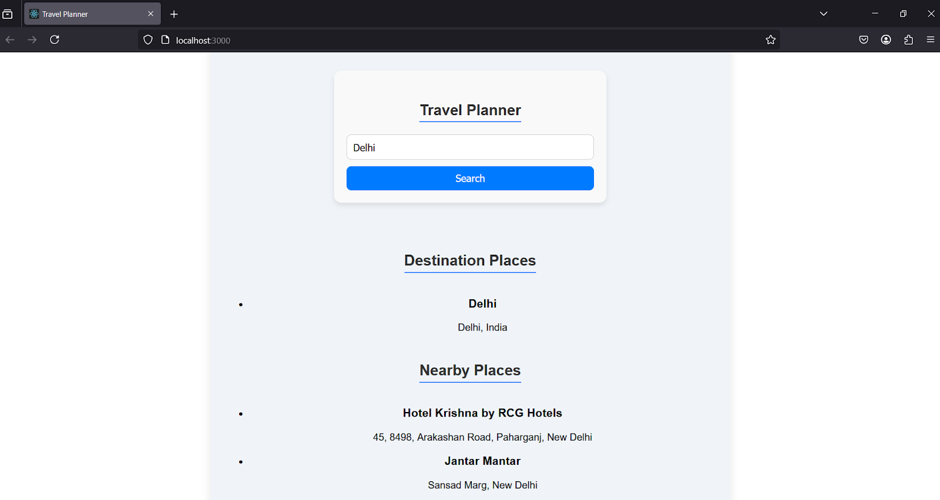 Travel Planner
localhost:3000
Travel Planner
Delhi
Search
Destination Places
Delhi
Delhi, India
Nearby Places
Hotel Krishna by RCG Hotels
45, 8498, Arakashan Road, Paharganj, New Delhi
Jantar Mantar
Sansad Marg, New Delhi